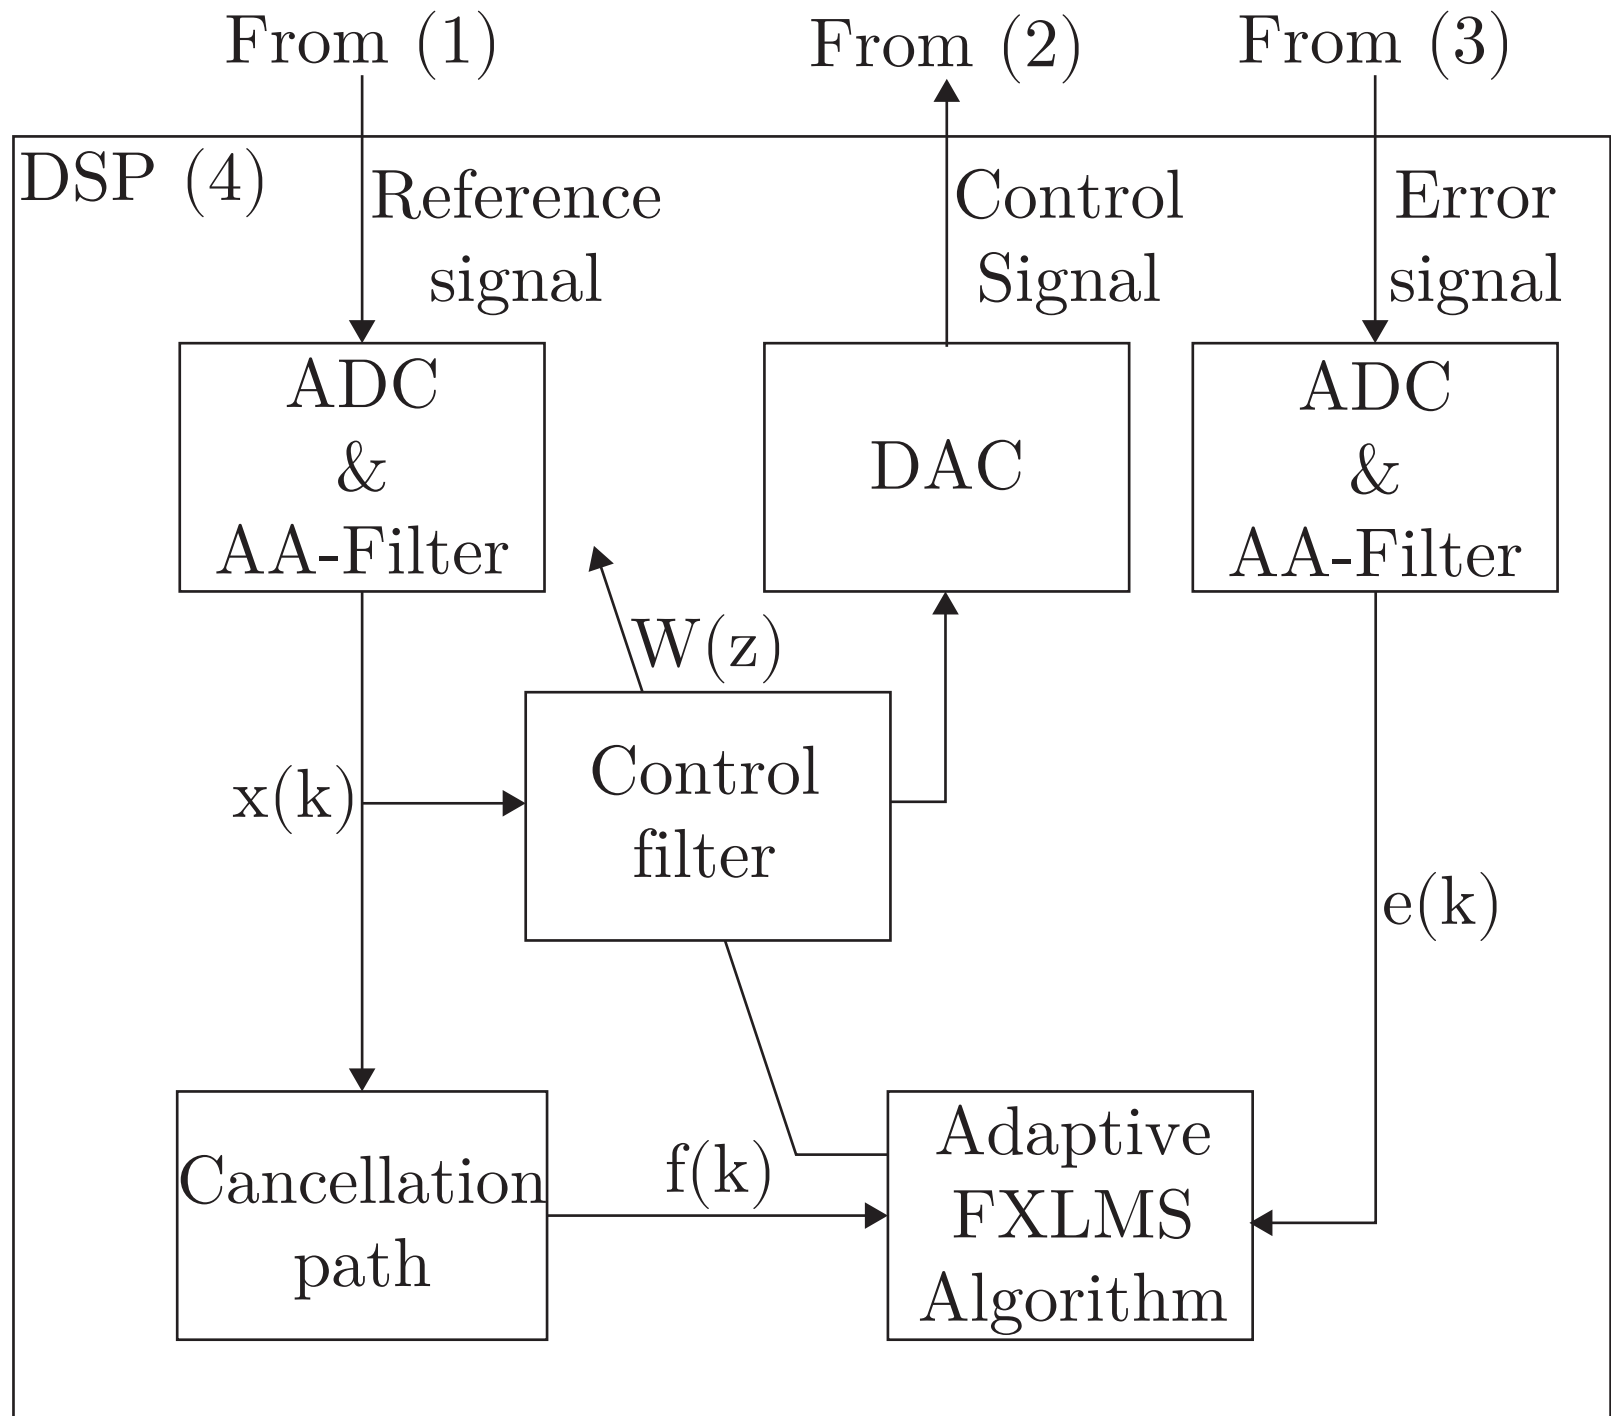 From (1)
From (2)
From (3)
DSP (4)
Reference
signal
Control
Signal
Error
signal
ADC
&
AA-Filter
DAC
ADC
&
AA-Filter
W(z)
x(k)
Control
filter
e(k)
Cancellation
path
f(k)
Adaptive
FXLMS
Algorithm